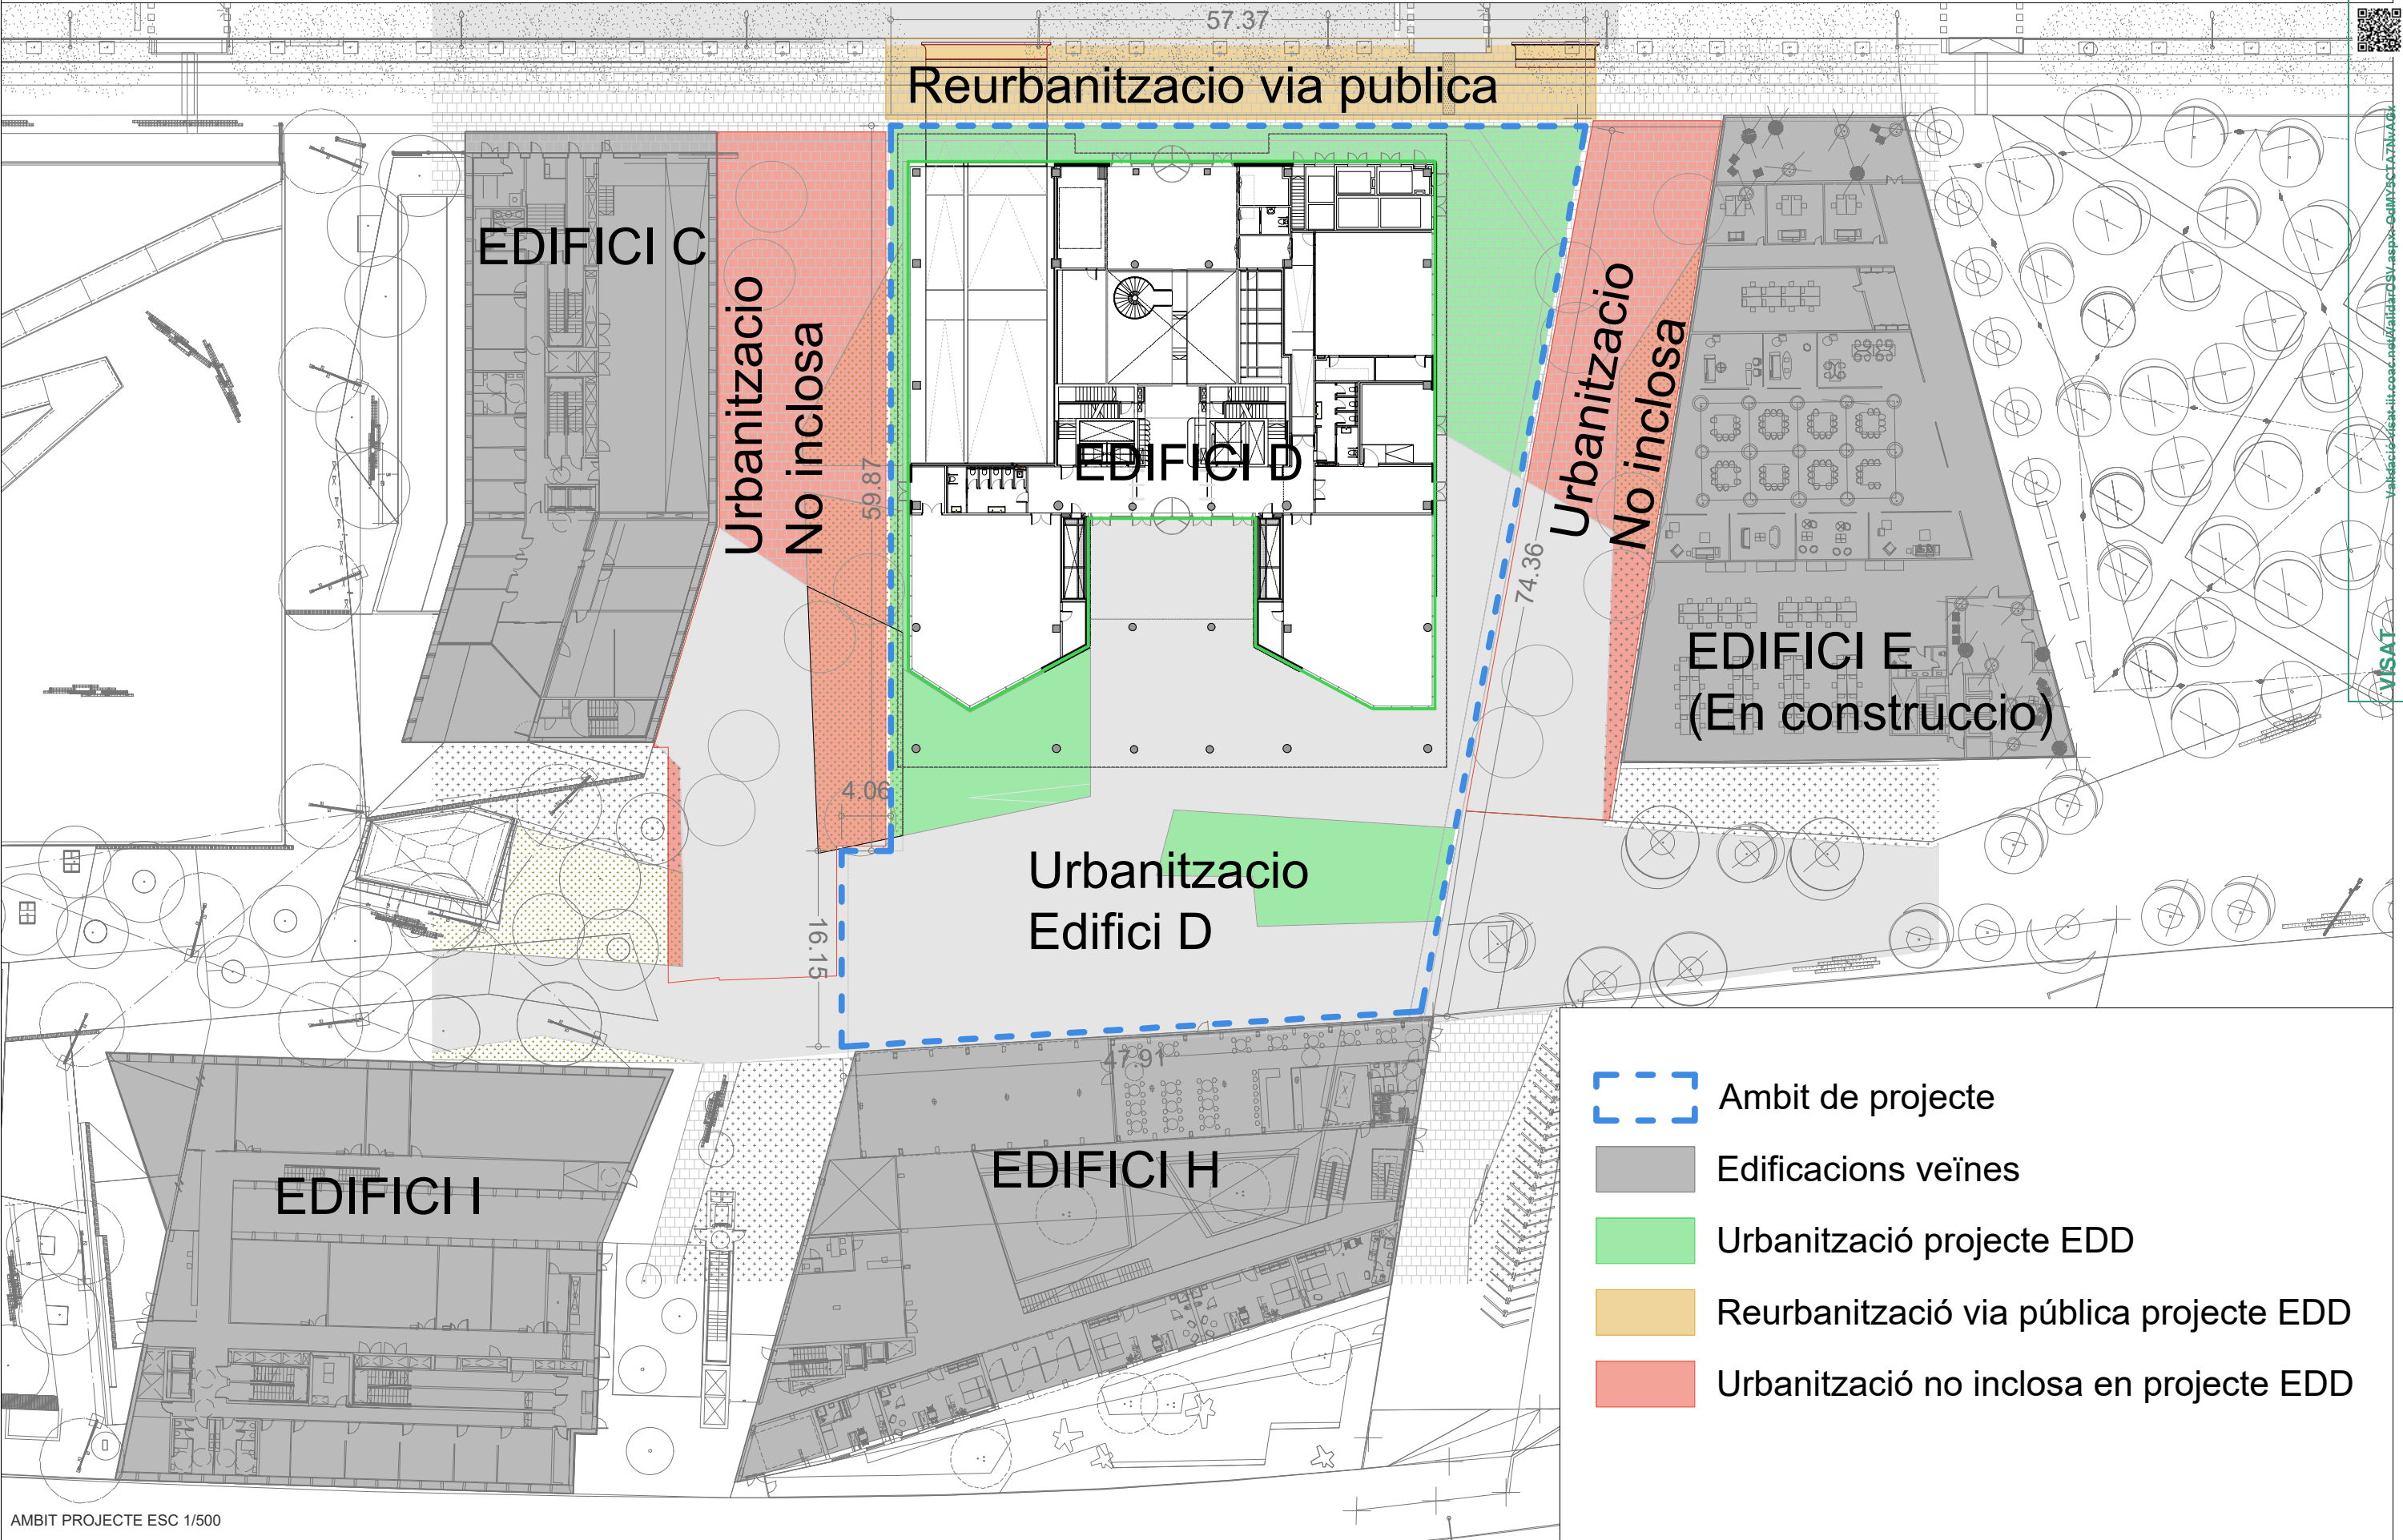 57.37
Reurbanitzacio via publica
EDIFICI C
Urbanitzacio
No inclosa
59.87
EDIFICI D
Urbanitzacio
No inclosa
74.36
EDIFICI E
(En construccio)
4.06
16.15
Urbanitzacio
Edifici D
47.91
EDIFICI I
EDIFICI H
Ambit de projecte
Edificacions veïnes
Urbanització projecte EDD
Reurbanització via pública projecte EDD
Urbanització no inclosa en projecte EDD
AMBIT PROJECTE ESC 1/500
VISAT